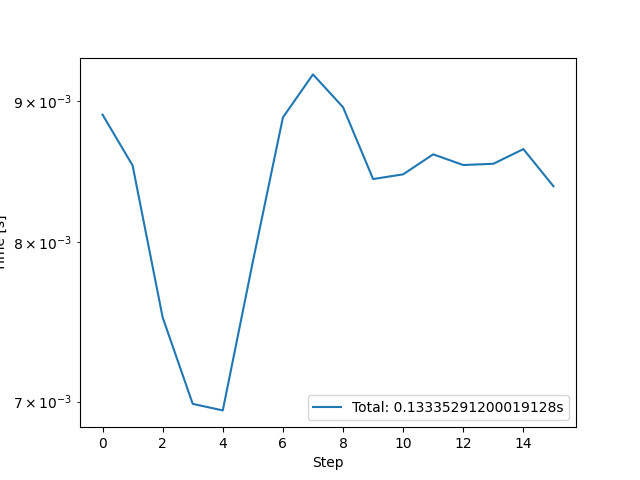 9 × 10⁻³
8 × 10⁻³
Time [s]
7 × 10⁻³
Total: 0.13335291200019128s
0 2 4 6 8 10 12 14
Step